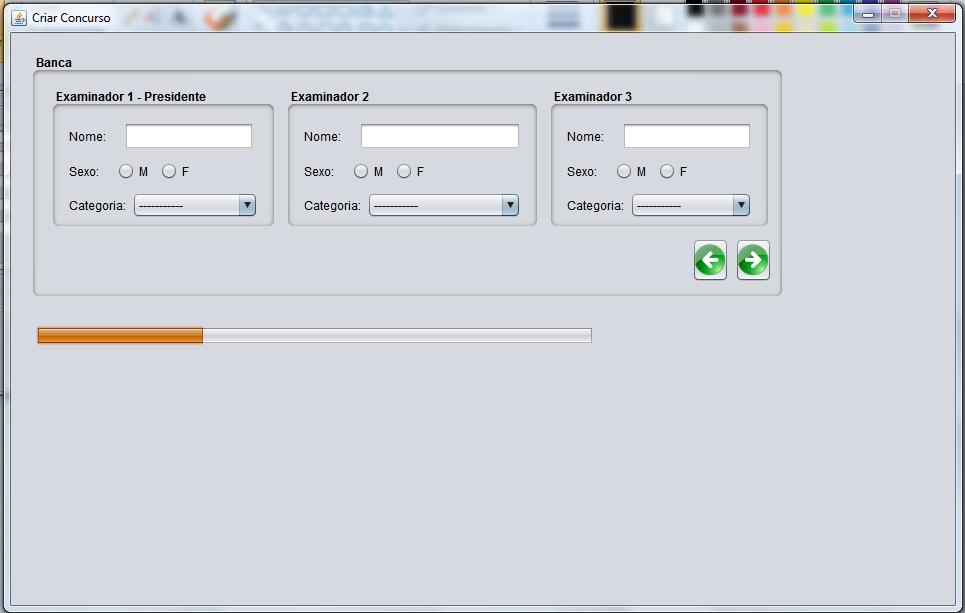 Criar Concurso
Banca
Examinador 1 - Presidente Examinador 2 Examinador 3
Nome: Nome: Nome:
Sexo: M F Sexo: M F Sexo: M F
Categoria: ----------- Categoria: ----------- Categoria: -----------